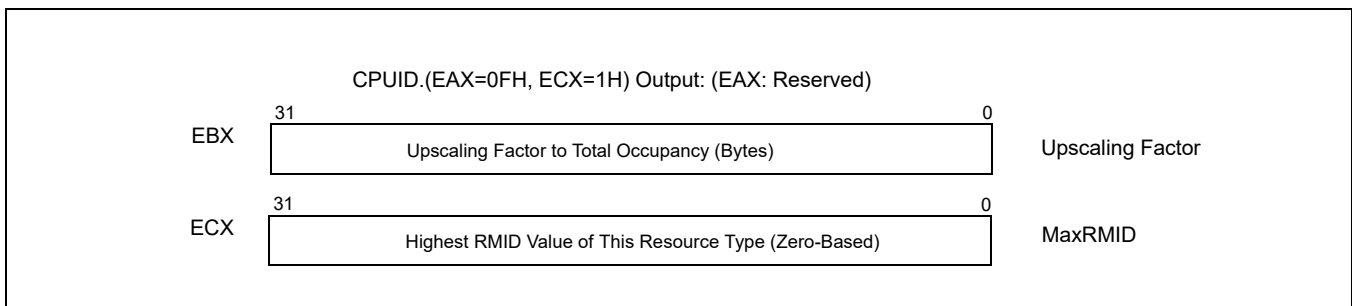 CPUID.(EAX=0FH, ECX=1H) Output: (EAX: Reserved)
31 0
EBX Upscaling Factor to Total Occupancy (Bytes) Upscaling Factor
31 0
ECX Highest RMID Value of This Resource Type (Zero-Based) MaxRMID